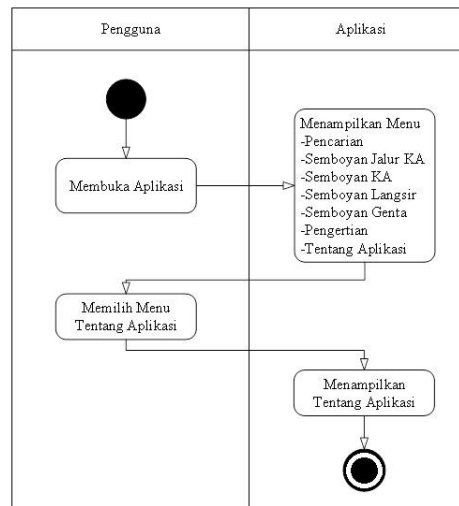 Pengguna
Aplikasi
Membuka Aplikasi
Menampilkan Menu
-Pencarian
-Semboyan Jalur KA
-Semboyan KA
-Semboyan Langsir
-Semboyan Genta
-Pengertian
-Tentang Aplikasi
Memilih Menu
Tentang Aplikasi
Menampilkan
Tentang Aplikasi